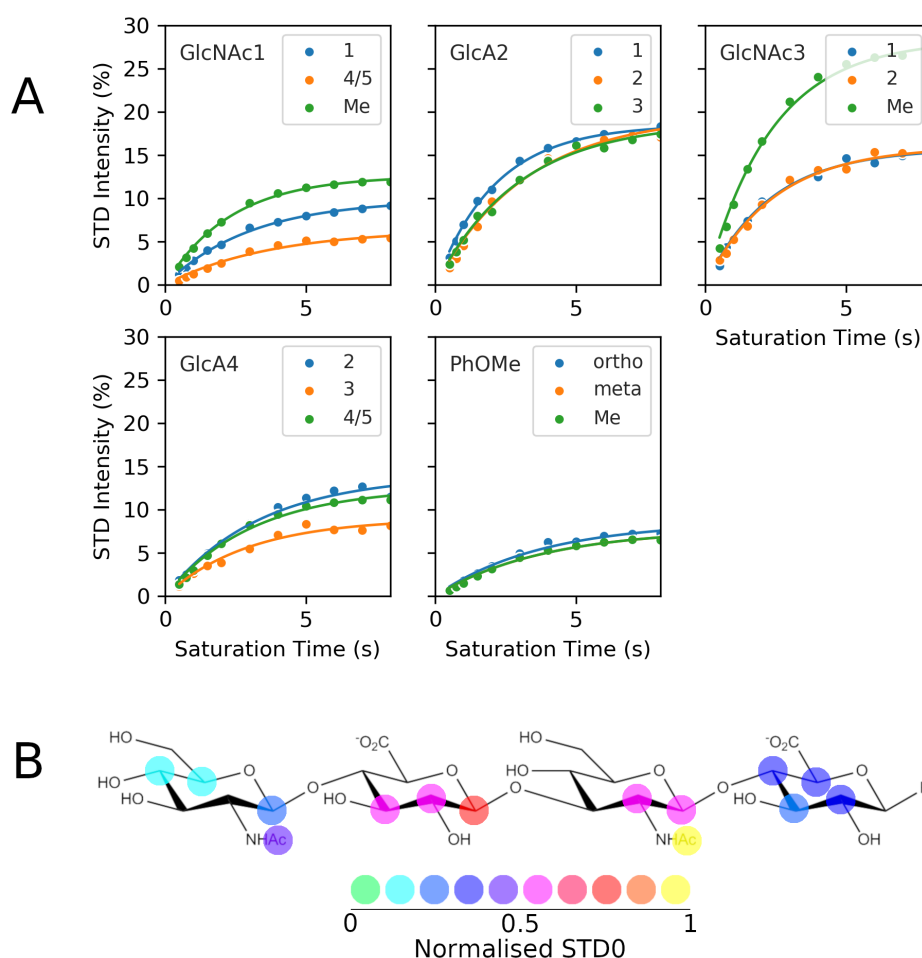 A
30
25
20
15
10
5
0
0
5
STD Intensity (%)
GlcNAc1
1
4/5
Me
0
5
GlcA2
1
2
3
0
5
GlcNAc3
1
2
Me
Saturation Time (s)
30
25
20
15
10
5
0
0
5
STD Intensity (%)
GlcA4
2
3
4/5
Saturation Time (s)
0
5
PhOMe
ortho
meta
Me
Saturation Time (s)
B
HO
HO
HO
O
NHAc
O
⁻O₂C
HO
O
OH
O
HO
HO
O
NHAc
O
⁻O₂C
HO
O
OH
0
0.5
1
Normalised STD0